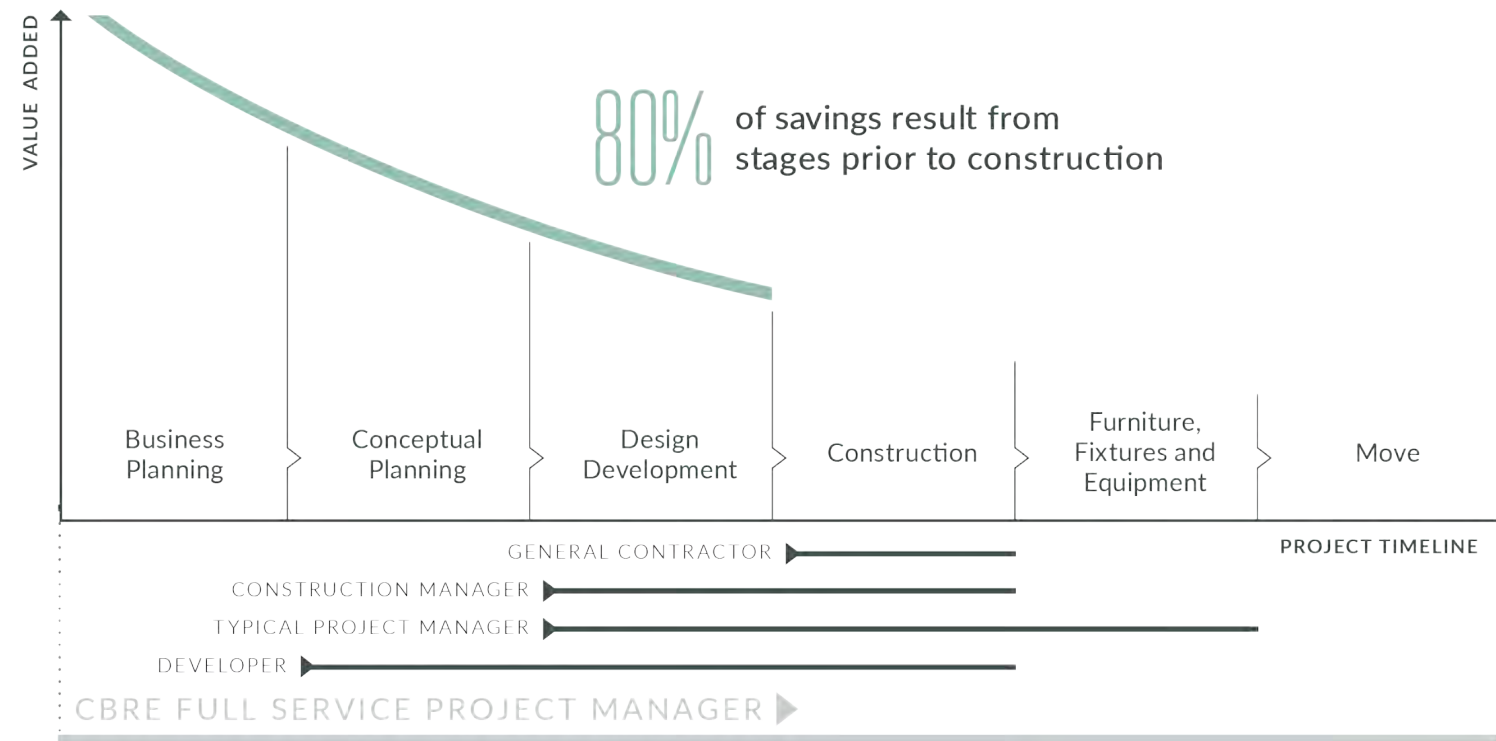 VALUE ADDED
80%
of savings result from
stages prior to construction
Business
Planning
Conceptual
Planning
Design
Development
Construction
Furniture,
Fixtures and
Equipment
Move
PROJECT TIMELINE
GENERAL CONTRACTOR
CONSTRUCTION MANAGER
TYPICAL PROJECT MANAGER
DEVELOPER
CBRE FULL SERVICE PROJECT MANAGER